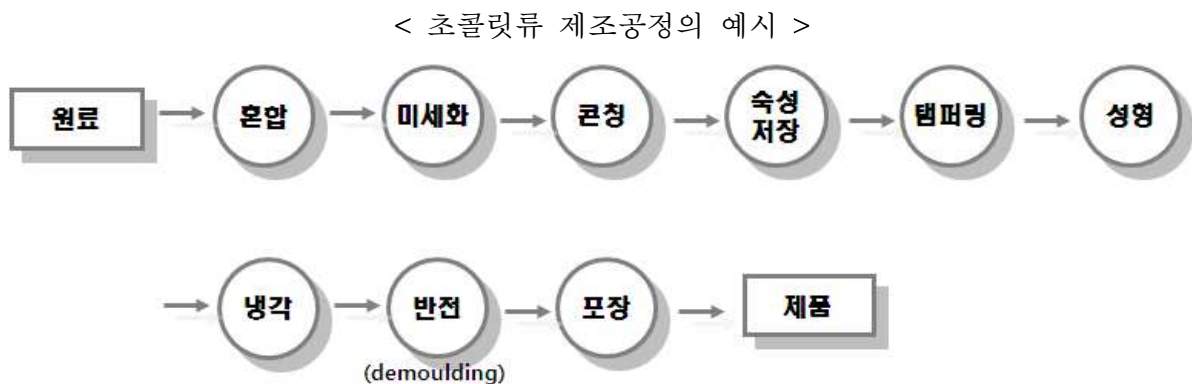 < 초콜릿류 제조공정의 예시 >
원료 혼합 미세화 콘칭 숙성 저장 탬퍼링 성형
냉각 반전 포장 제품
(demoulding)